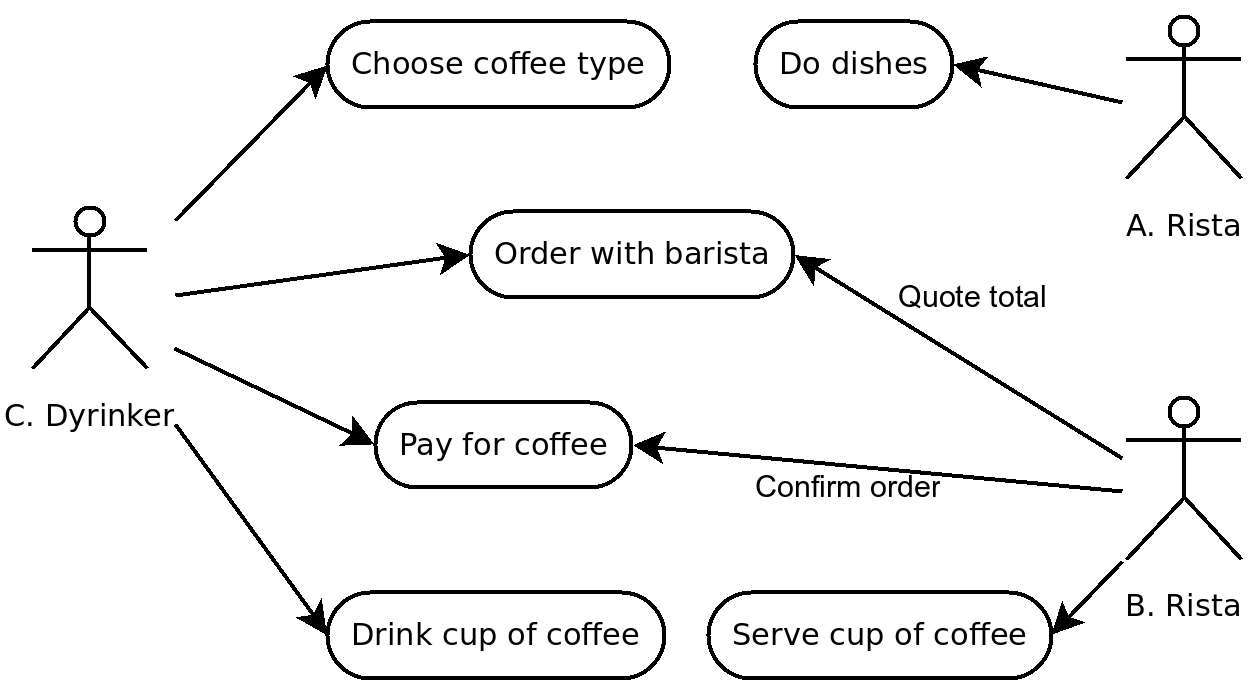 Choose coffee type
Do dishes
A. Rista
Order with barista
Quote total
C. Dyrinker
Pay for coffee
Confirm order
B. Rista
Drink cup of coffee
Serve cup of coffee